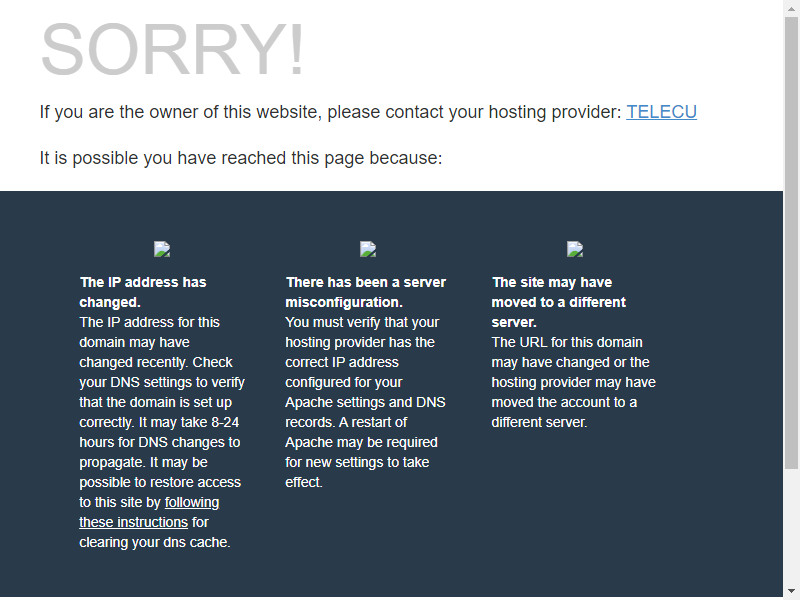 SORRY!
If you are the owner of this website, please contact your hosting provider: TELECU
It is possible you have reached this page because:
The IP address has
changed.
The IP address for this
domain may have
changed recently. Check
your DNS settings to verify
that the domain is set up
correctly. It may take 8-24
hours for DNS changes to
propagate. It may be
possible to restore access
to this site by following
these instructions for
clearing your dns cache.
There has been a server
misconfiguration.
You must verify that your
hosting provider has the
correct IP address
configured for your
Apache settings and DNS
records. A restart of
Apache may be required
for new settings to take
effect.
The site may have
moved to a different
server.
The URL for this domain
may have changed or the
hosting provider may have
moved the account to a
different server.